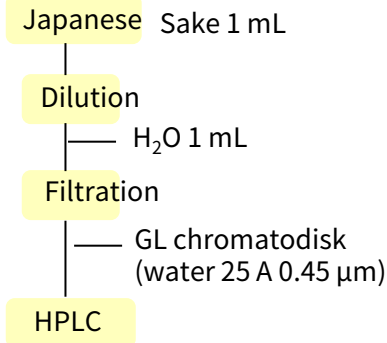 Japanese Sake 1 mL
Dilution
H₂O 1 mL
Filtration
GL chromatodisk
(water 25 A 0.45 μm)
HPLC